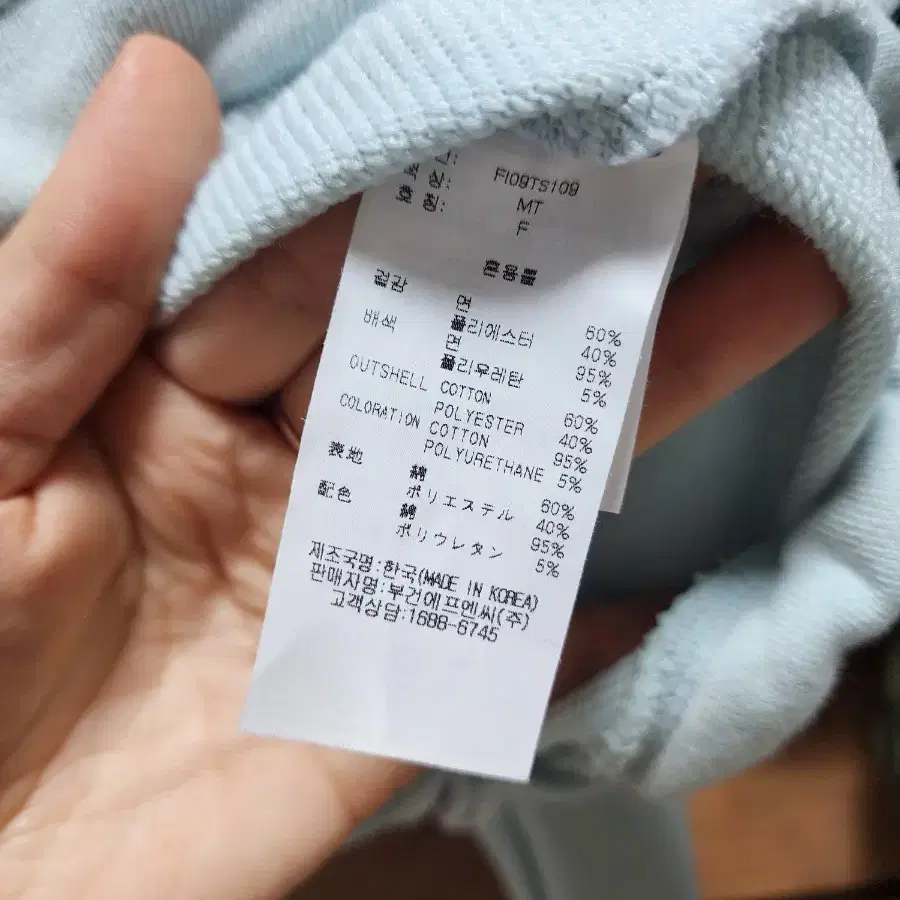 FI09TS109
MT
F
혼용률
겉감 면 60%
폴리에스터 40%
배색 면 95%
폴리우레탄 5%
OUTSHELL COTTON 60%
POLYESTER 40%
COLORATION COTTON 95%
POLYURETHANE 5%
表地 綿 60%
ポリエステル 40%
配色 綿 95%
ポリウレタン 5%
제조국명:한국(MADE IN KOREA)
판매자명:부건에프엔씨(주)
고객상담:1688-6745